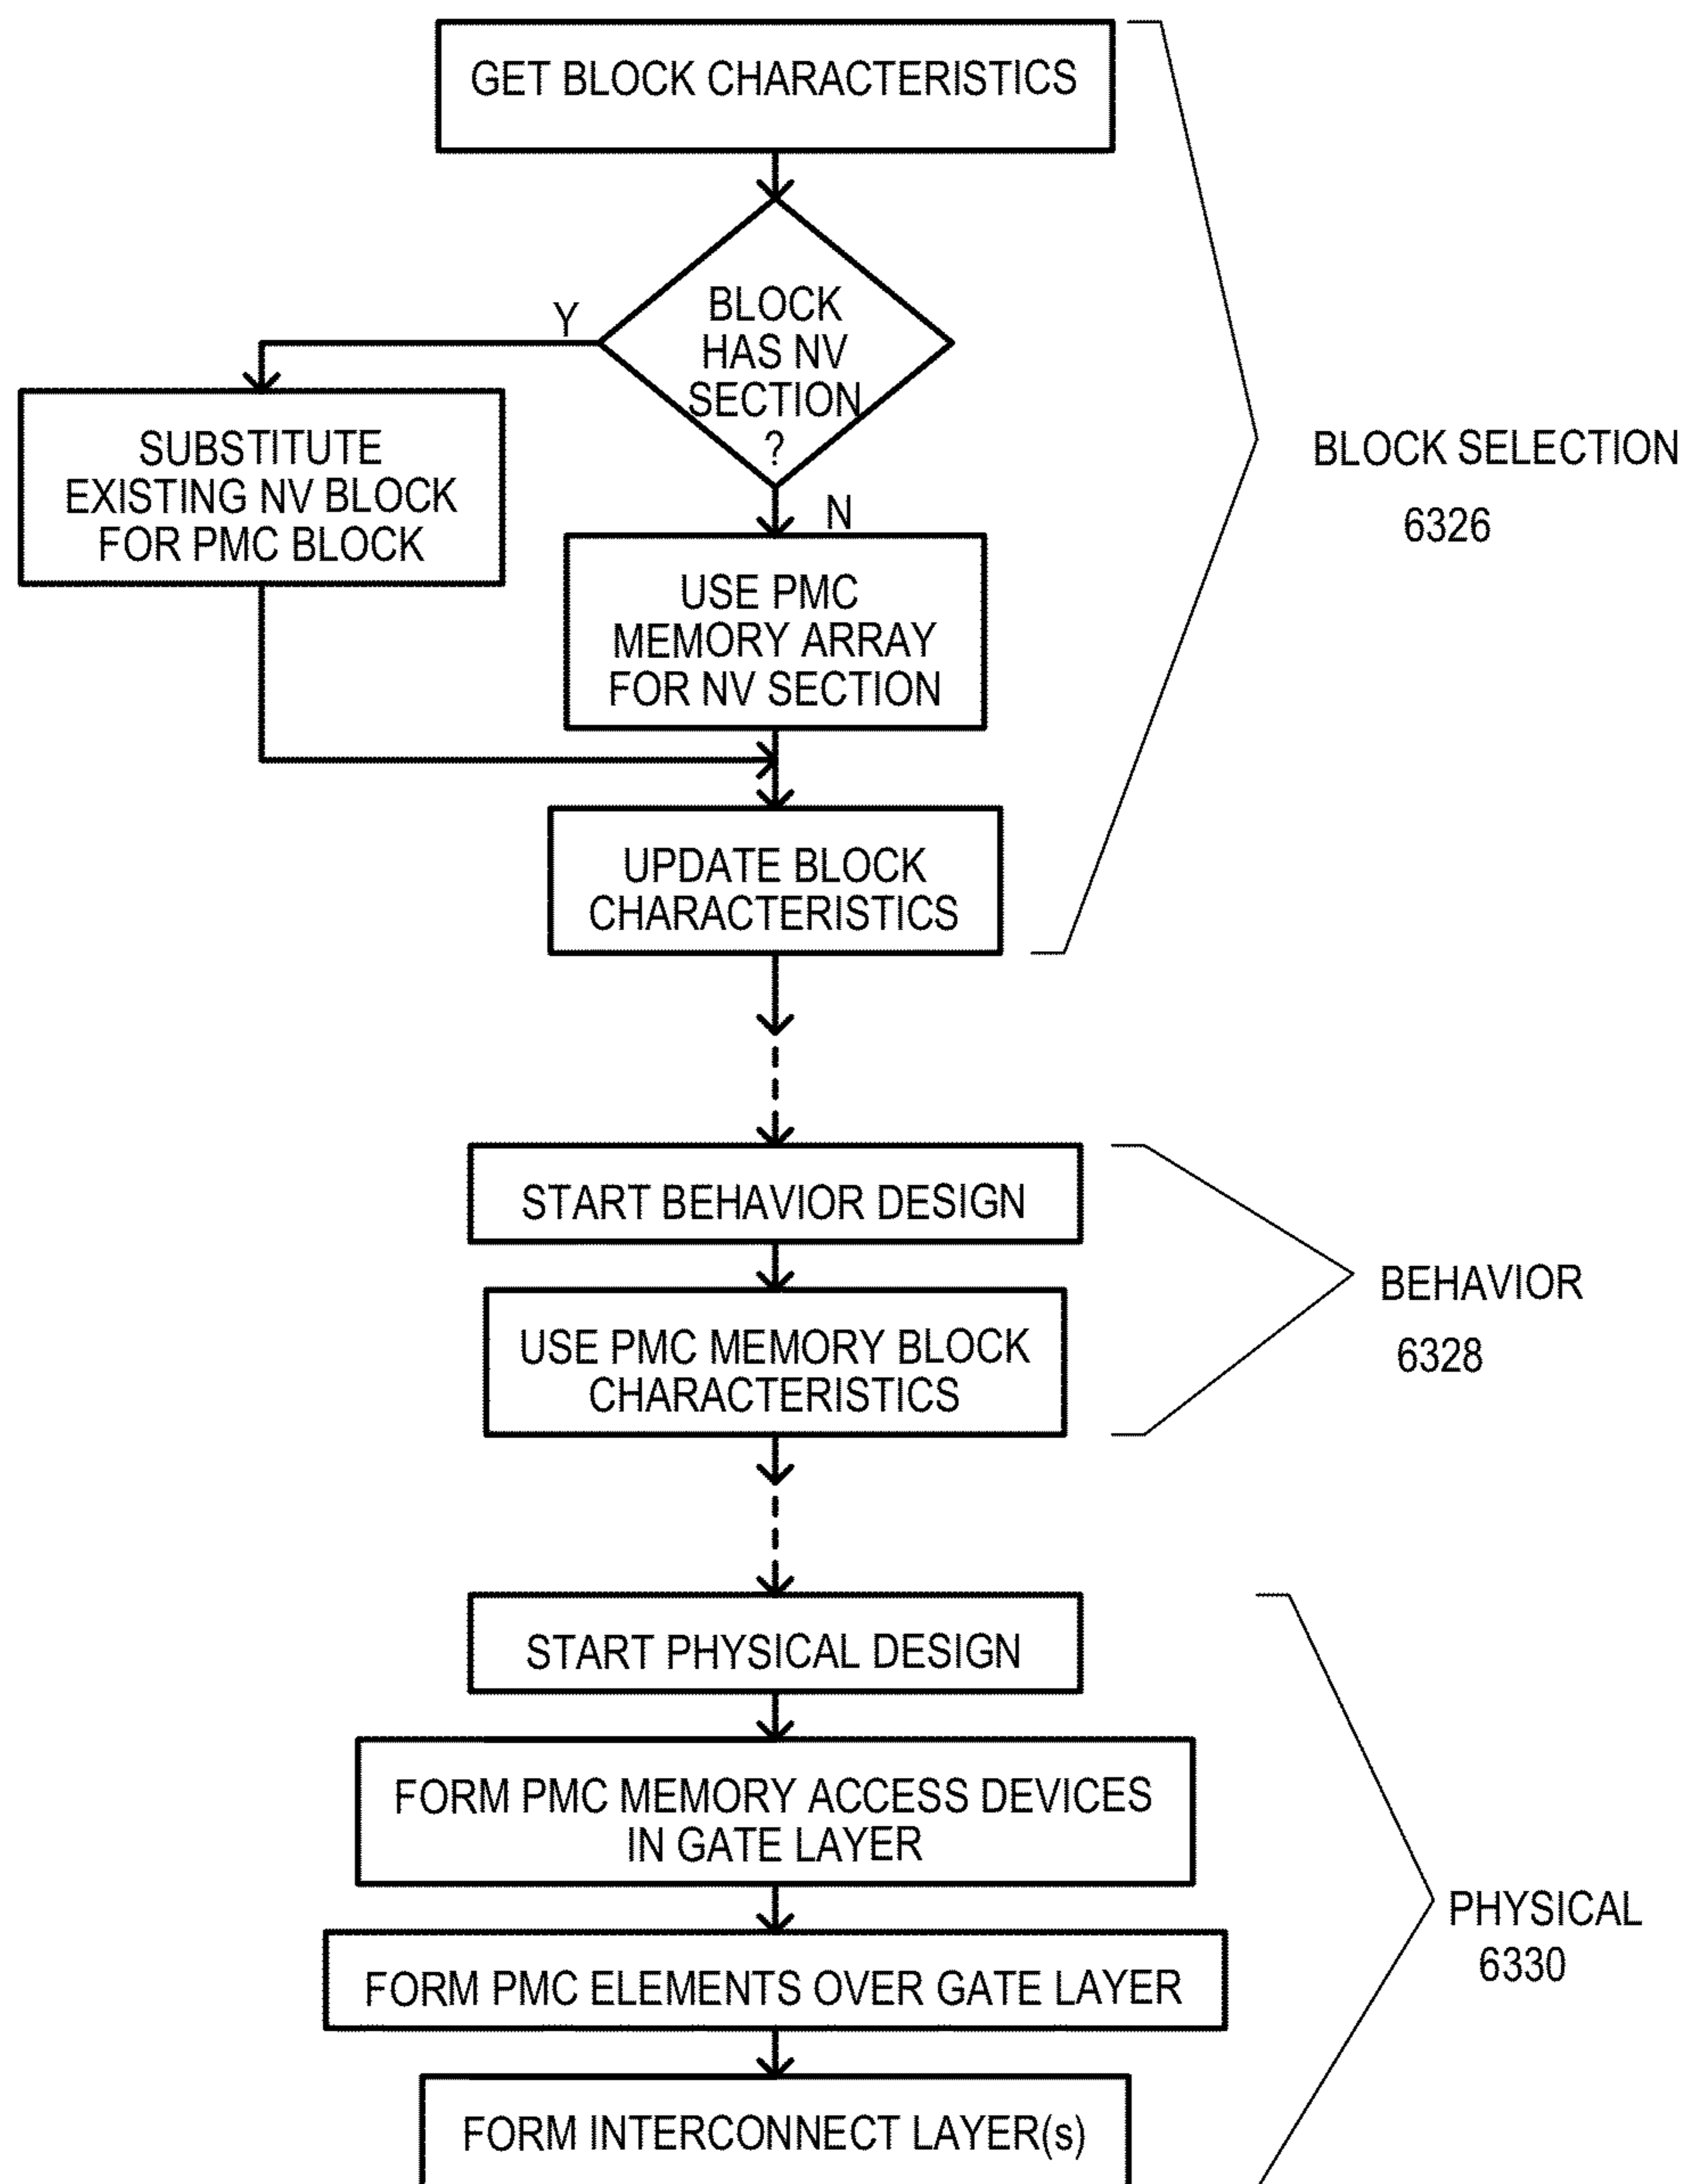 GET BLOCK CHARACTERISTICS
BLOCK
HAS NV
SECTION
?
Y
N
SUBSTITUTE
EXISTING NV BLOCK
FOR PMC BLOCK
USE PMC
MEMORY ARRAY
FOR NV SECTION
UPDATE BLOCK
CHARACTERISTICS
BLOCK SELECTION
6326
START BEHAVIOR DESIGN
USE PMC MEMORY BLOCK
CHARACTERISTICS
BEHAVIOR
6328
START PHYSICAL DESIGN
FORM PMC MEMORY ACCESS DEVICES
IN GATE LAYER
FORM PMC ELEMENTS OVER GATE LAYER
FORM INTERCONNECT LAYER(s)
PHYSICAL
6330